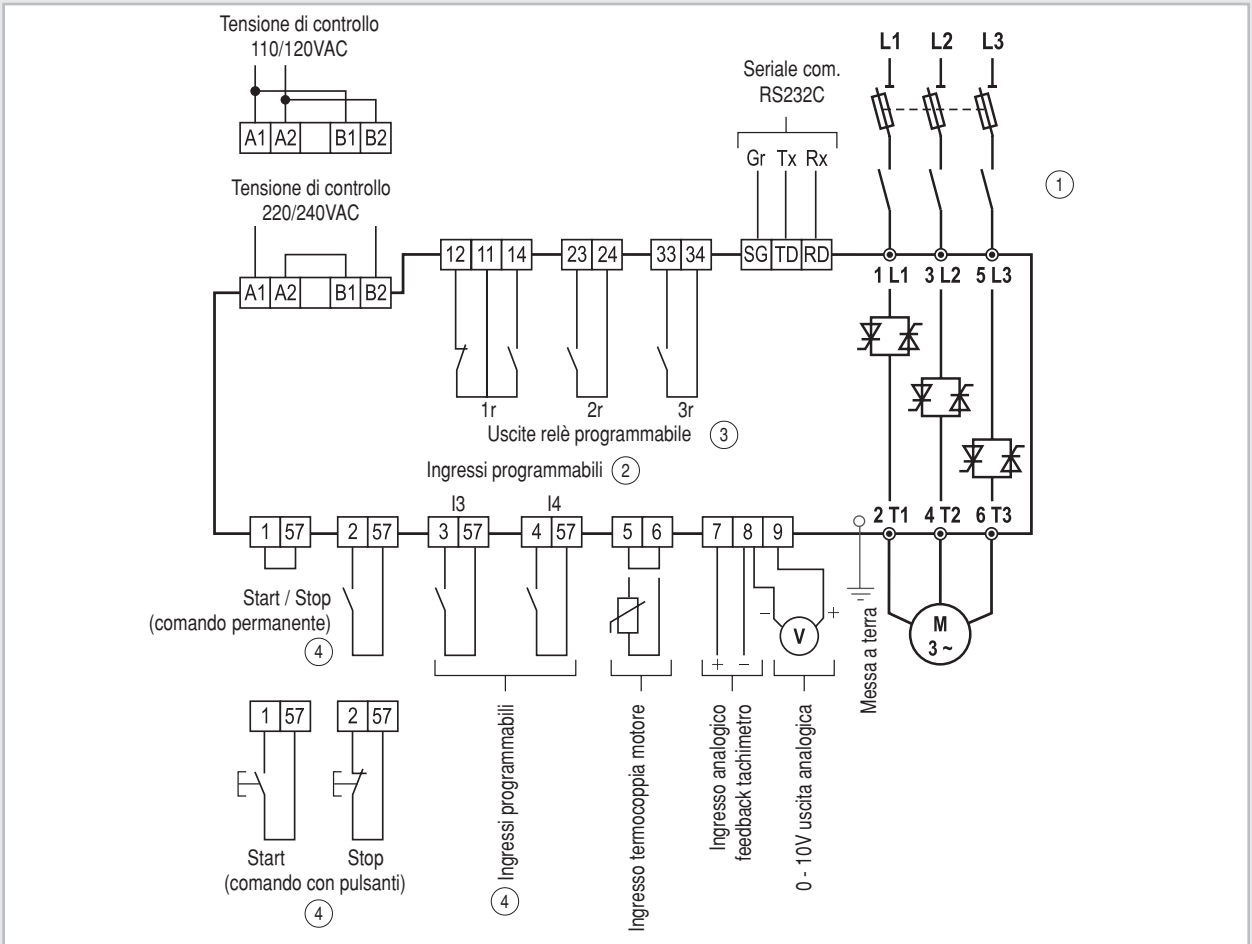 Tensione di controllo
110/120VAC
A1 A2 B1 B2
Tensione di controllo
220/240VAC
A1 A2 B1 B2
Seriale com.
RS232C
Gr Tx Rx
L1 L2 L3
1
12 11 14
23 24
33 34
SG TD RD
1 L1 3 L2 5 L3
1r 2r 3r
Uscite relè programmabile 3
Ingressi programmabili 2
I3 I4
2 T1 4 T2 6 T3
1 57
2 57
3 57
4 57
5 6
7 8 9
Start / Stop
(comando permanente)
4
– +
V
+ –
M
3 ~
Messa a terra
1 57
2 57
Start Stop
(comando con pulsanti)
4
4 Ingressi programmabili
Ingresso termocoppia motore
Ingresso analogico
feedback tachimetro
0 - 10V uscita analogica